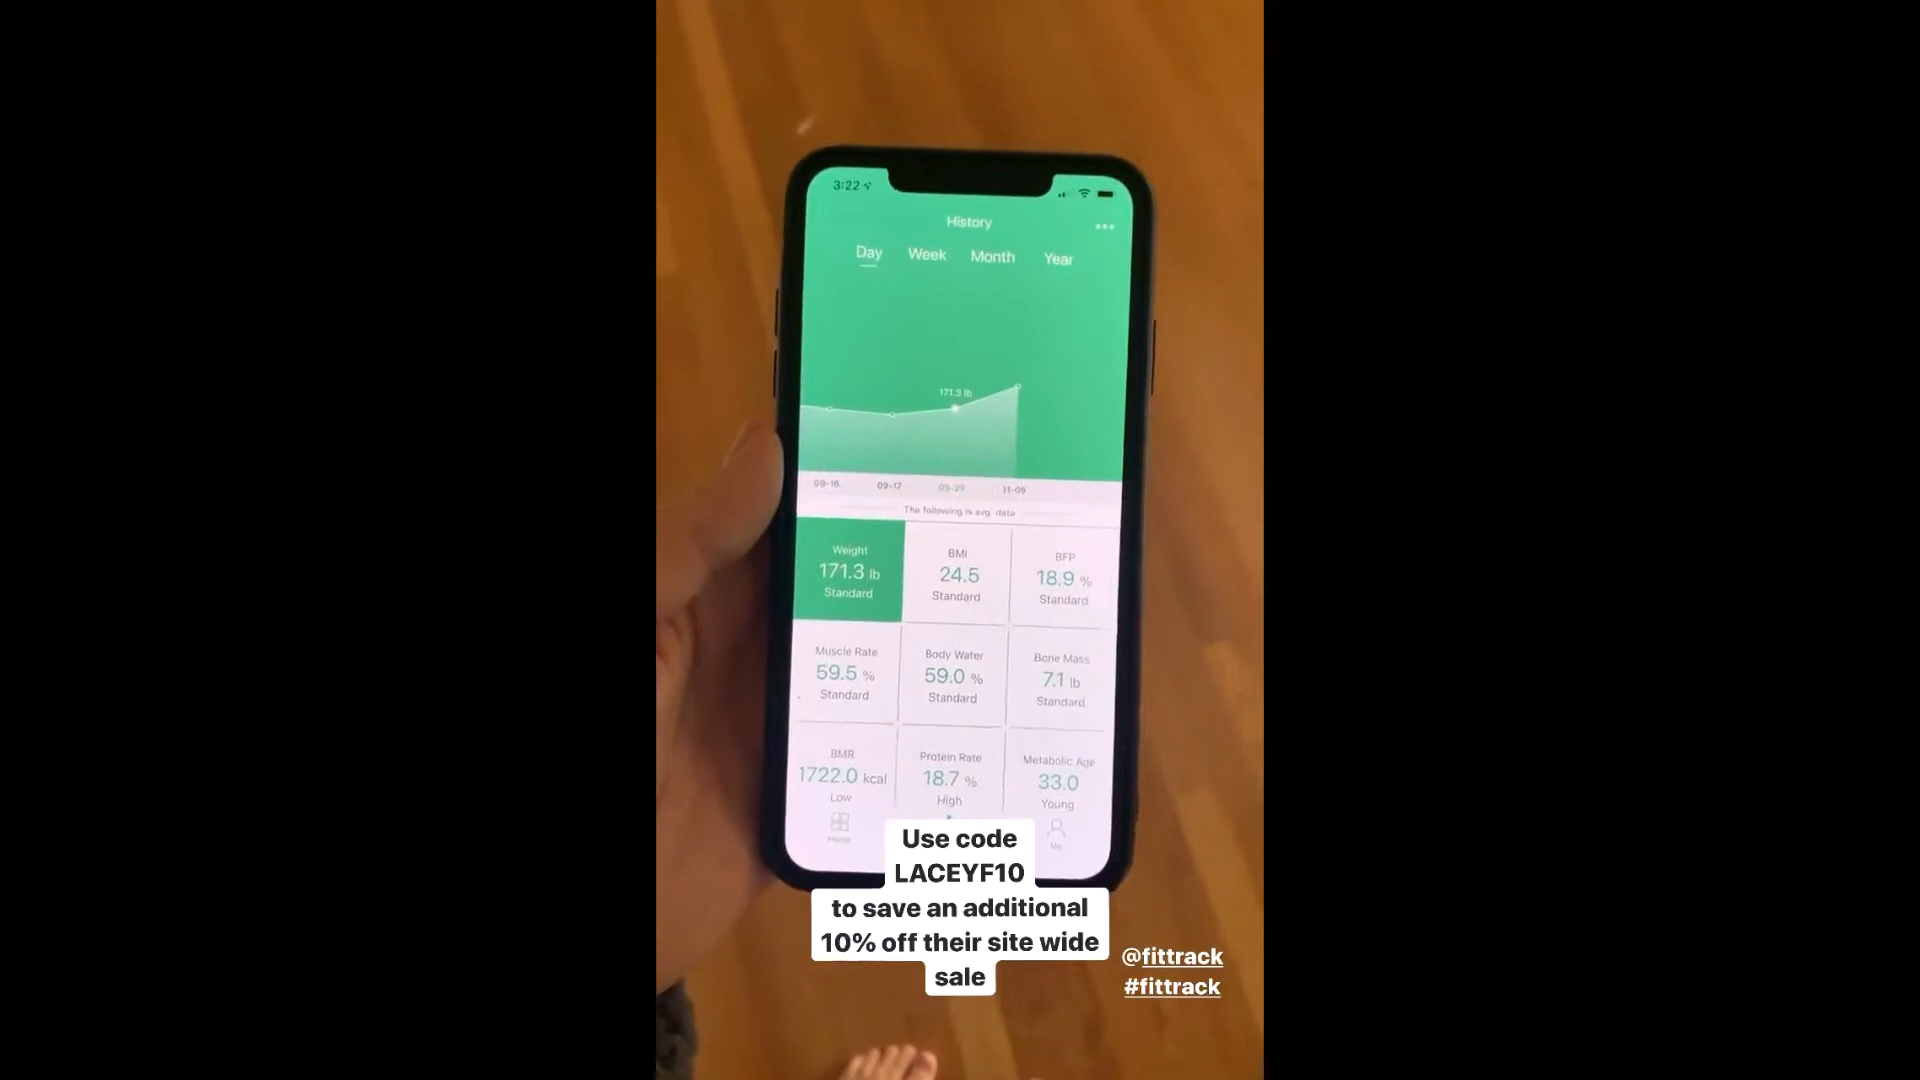 3:22
History
Day Week Month Year
171.3 lb
09-16 09-17 09-29 11-09
The following is avg. data
Weight BMI BFP
171.3 lb 24.5 18.9 %
Standard Standard Standard
Muscle Rate Body Water Bone Mass
59.5 % 59.0 % 7.1 lb
Standard Standard Standard
BMR Protein Rate Metabolic Age
1722.0 kcal 18.7 % 33.0
Low High Young
Home Me
Use code
LACEYF10
to save an additional
10% off their site wide
sale
@fittrack
#fittrack